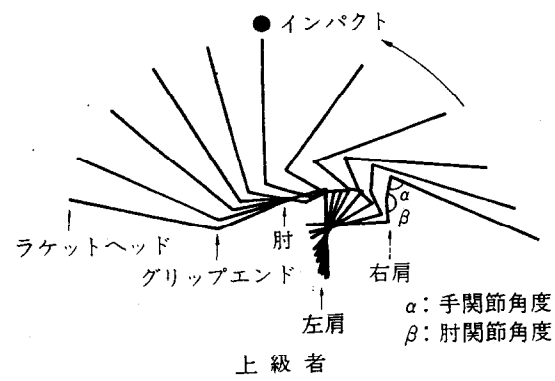 インパクト
α
β
ラケットヘッド
肘
グリップエンド
右肩
左肩
α：手関節角度
β：肘関節角度
上級者